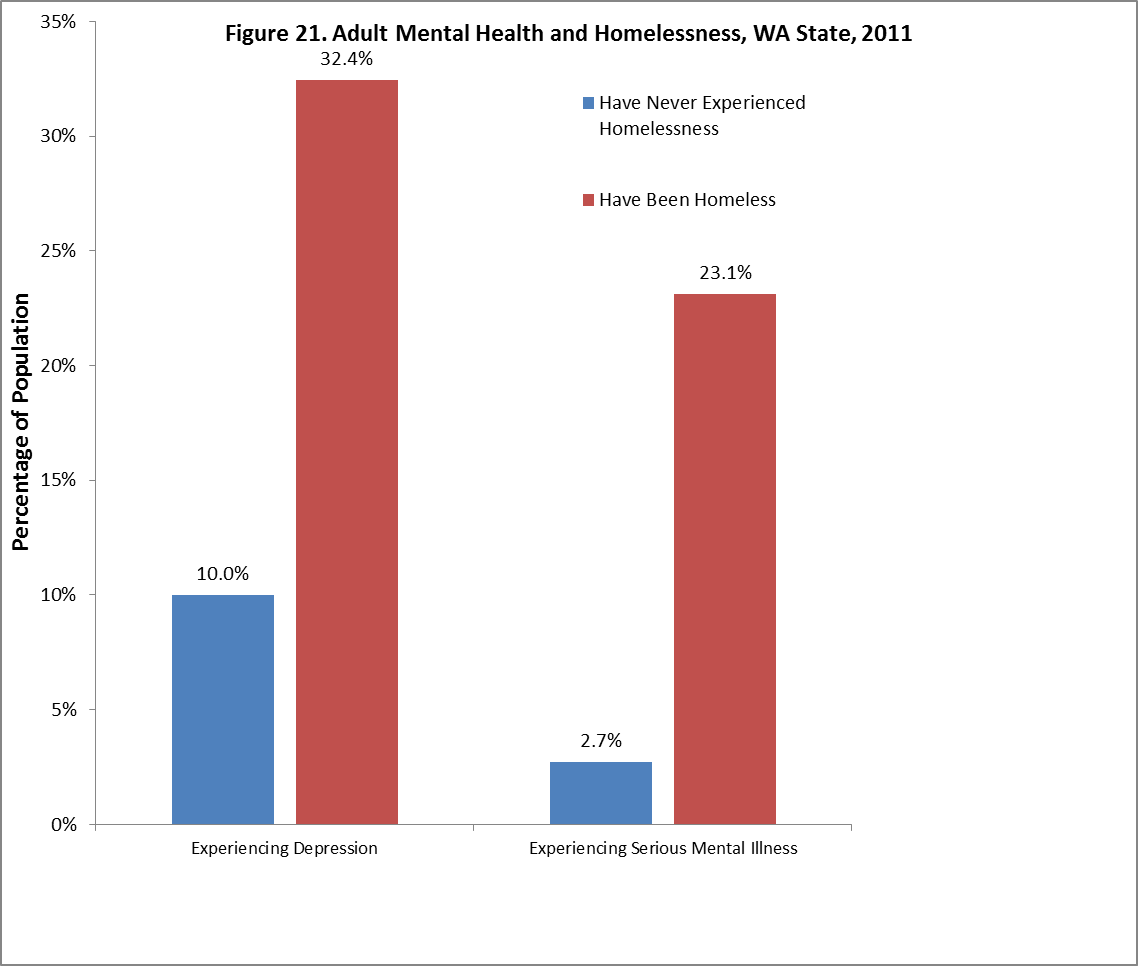 Figure 21. Adult Mental Health and Homelessness, WA State, 2011
Percentage of Population
35%
30%
25%
20%
15%
10%
5%
0%
32.4%
23.1%
10.0%
2.7%
Have Never Experienced
Homelessness
Have Been Homeless
Experiencing Depression
Experiencing Serious Mental Illness